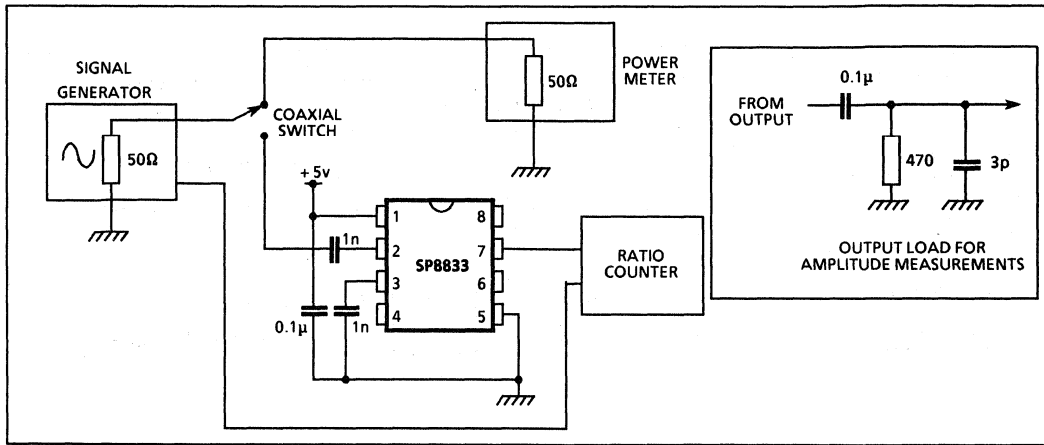 SIGNAL
GENERATOR
50Ω
COAXIAL
SWITCH
50Ω
POWER
METER
+5v
1n
1
2
3
4
8
7
6
5
SP8833
0.1μ
1n
RATIO
COUNTER
0.1μ
FROM
OUTPUT
470
3p
OUTPUT LOAD FOR
AMPLITUDE MEASUREMENTS